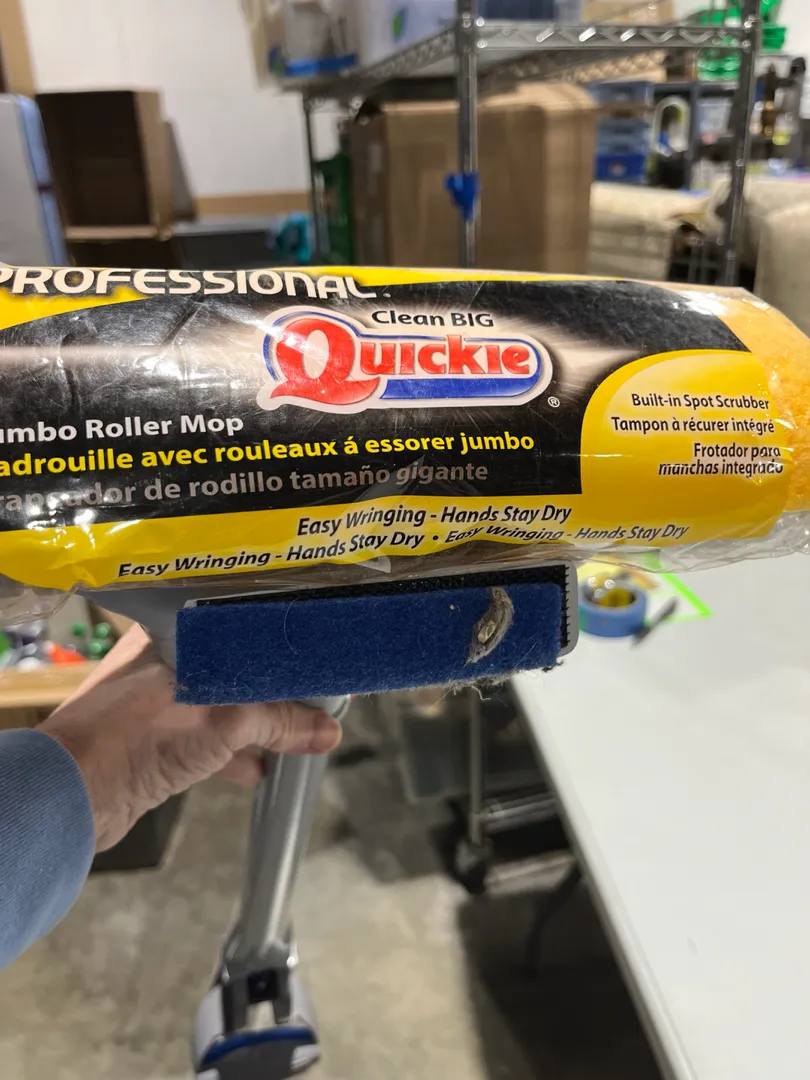 PROFESSIONAL
Clean BIG
Quickie®
Roller Mop
avec rouleaux á essorer jumbo
de rodillo tamaño gigante
Built-in Spot Scrubber
Tampon à récurer intégré
Frotador para
manchas integrado
Easy Wringing - Hands Stay Dry
Easy Wringing - Hands Stay Dry • Easy Wringing - Hands Stay Dry